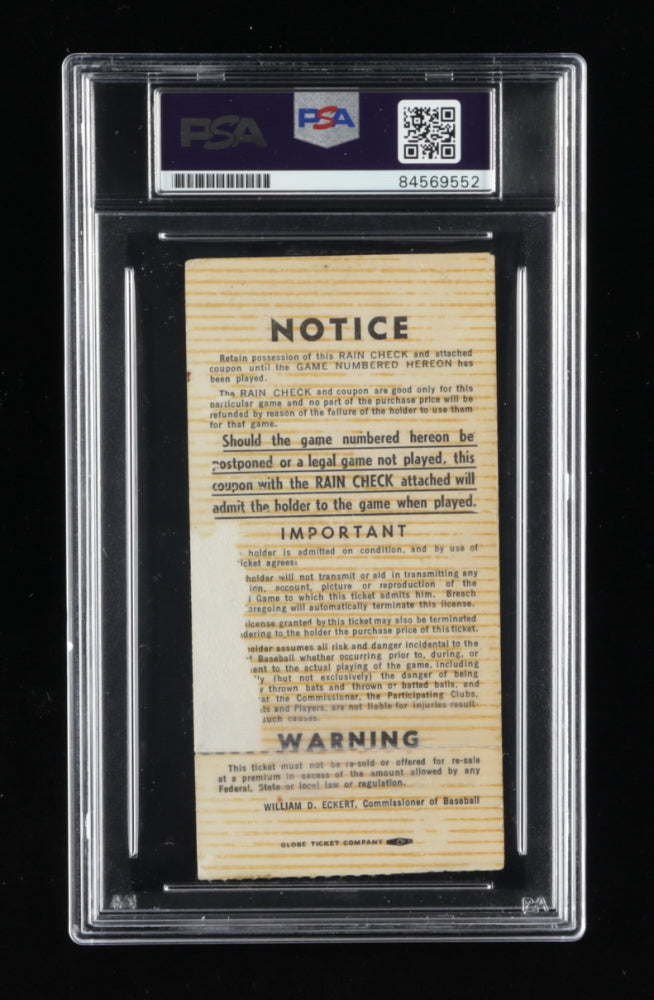 PSA
PSA
84569552
NOTICE
Retain possession of this RAIN CHECK and attached
coupon until the GAME NUMBERED HEREON has
been played.
The RAIN CHECK and coupon are good only for this
particular game and no part of the purchase price will be
refunded by reason of the failure of the holder to use them
for that game.
Should the game numbered hereon be
postponed or a legal game not played, this
coupon with the RAIN CHECK attached will
admit the holder to the game when played.
IMPORTANT
holder is admitted on condition, and by use of
ticket agrees:
holder will not transmit or aid in transmitting any
account, picture or reproduction of the
Game to which this ticket admits him. Breach
foregoing will automatically terminate this license.
license granted by this ticket may also be terminated
dering to the holder the purchase price of this ticket.
holder assumes all risk and danger incidental to the
f Baseball whether occurring prior to, during, or
ent to the actual playing of the game, including
ly (but not exclusively) the danger of being
y thrown bats and thrown or batted balls, and
at the Commissioner, the Participating Clubs,
ts and Players, are not liable for injuries result
such causes.
WARNING
This ticket must not be re-sold or offered for re-sale
at a premium in excess of the amount allowed by any
Federal, State or local law or regulation.
WILLIAM D. ECKERT, Commissioner of Baseball
GLOBE TICKET COMPANY
PSA